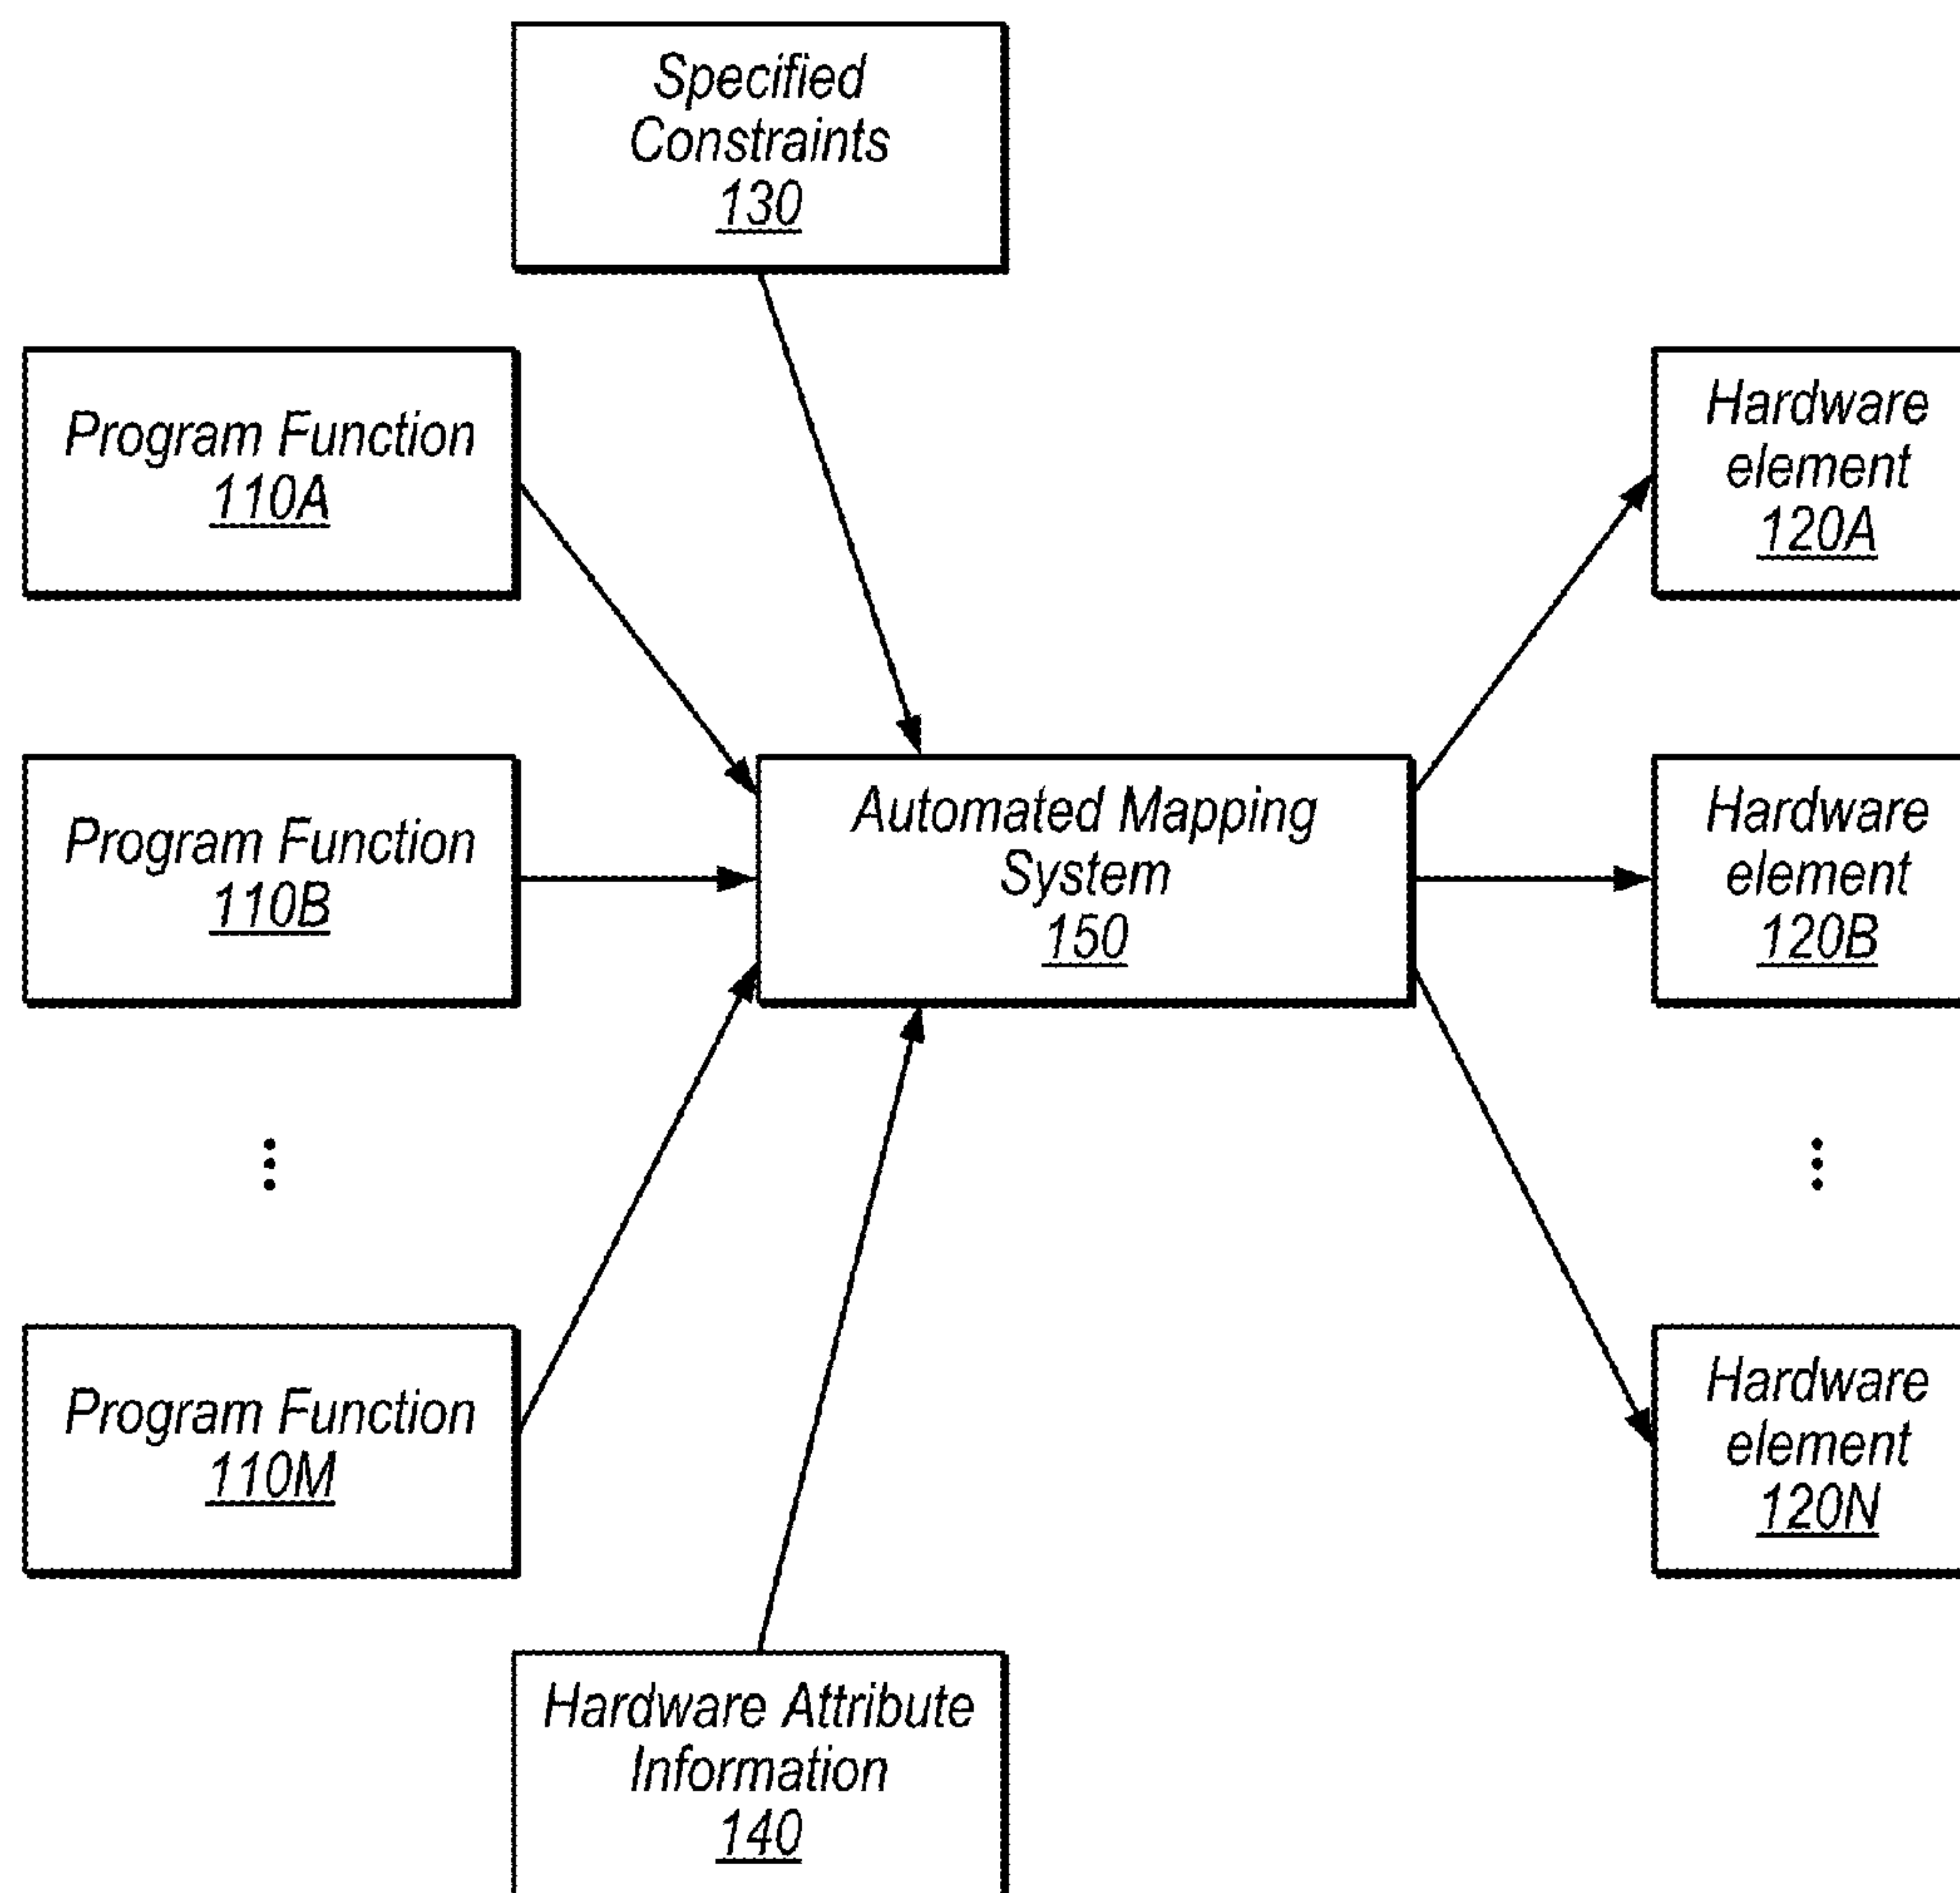 Specified
Constraints
130
Program Function
110A
Hardware
element
120A
Program Function
110B
Automated Mapping
System
150
Hardware
element
120B
Program Function
110M
Hardware
element
120N
Hardware Attribute
Information
140